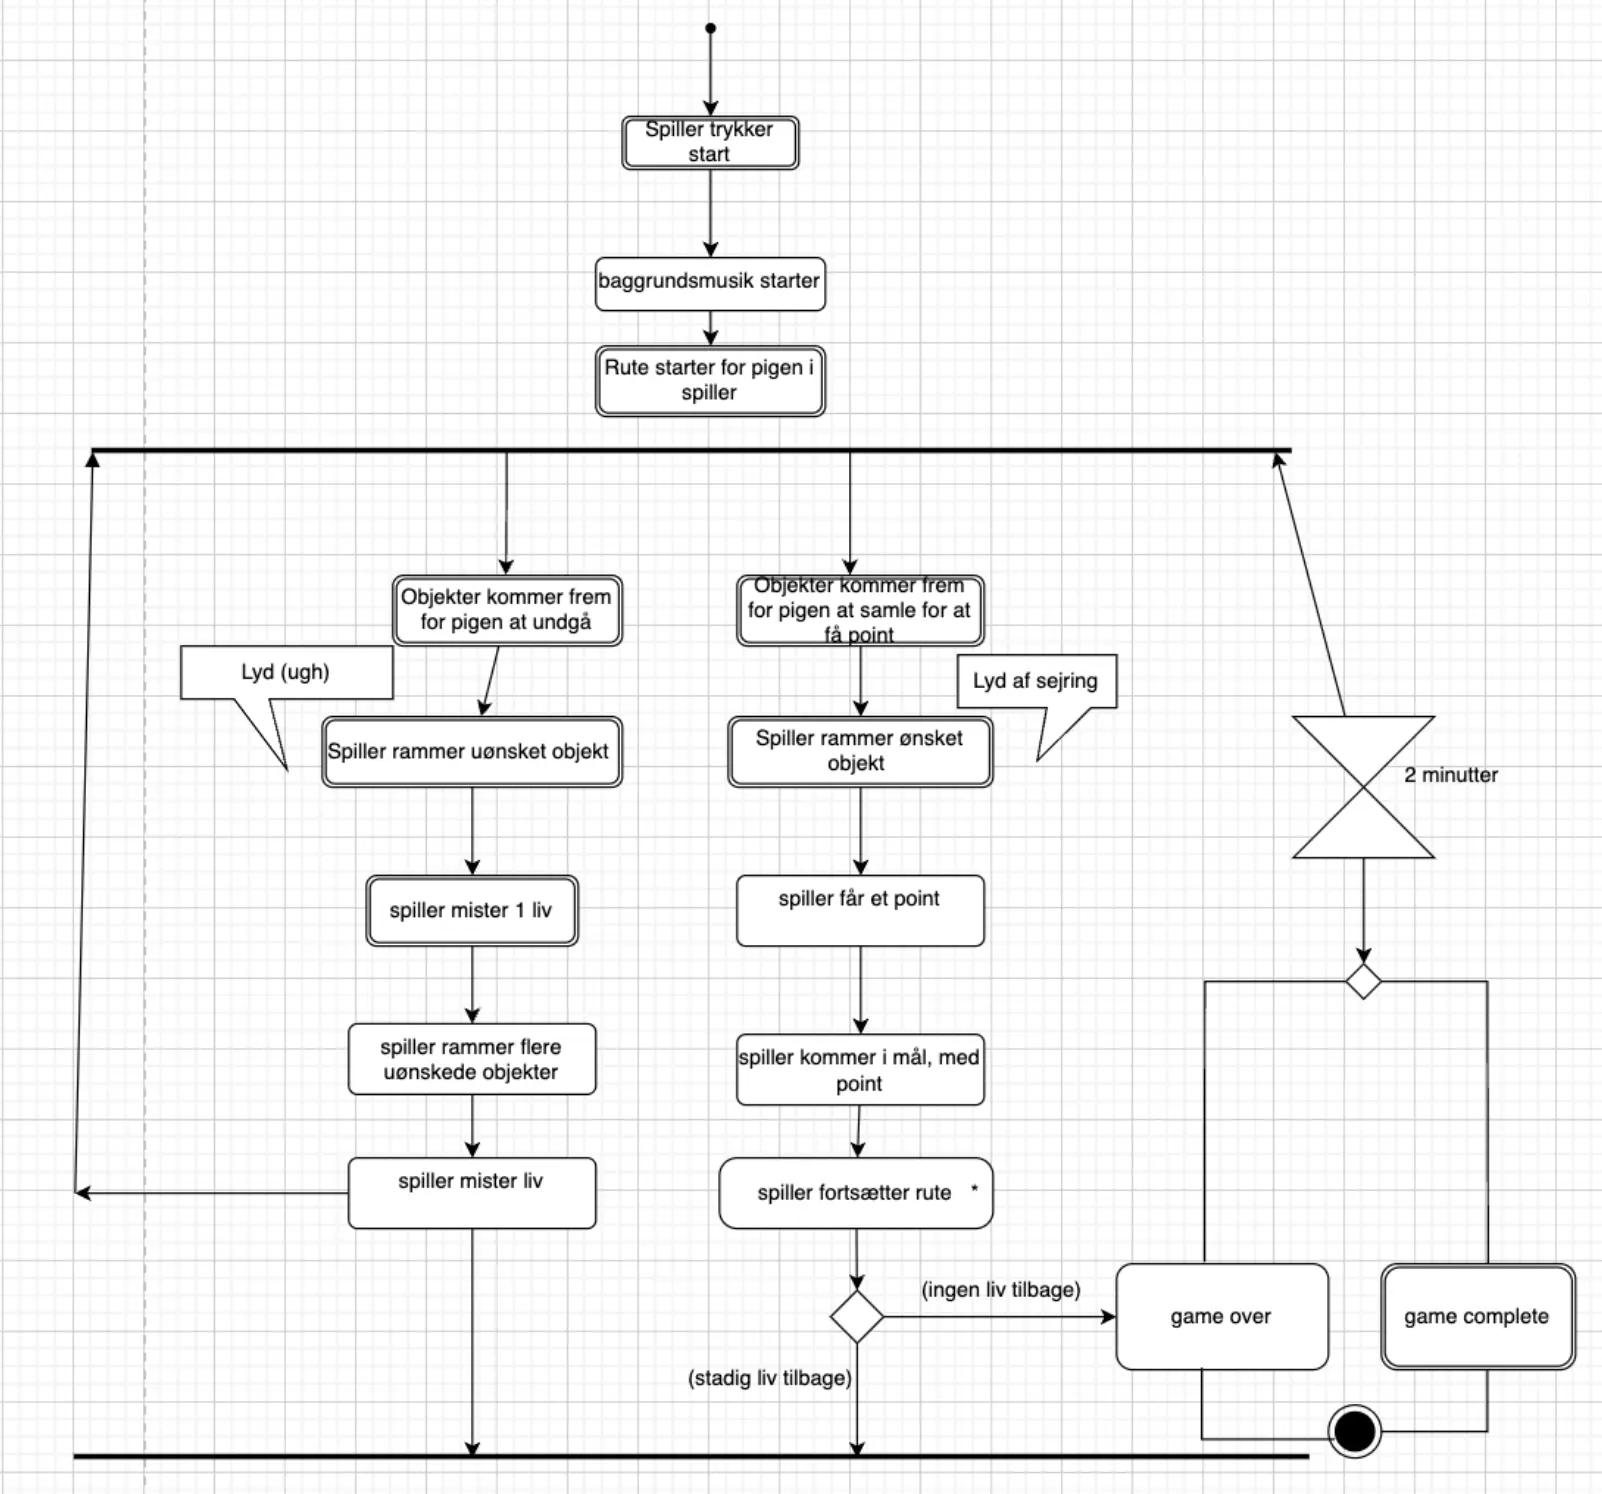 Spiller trykker
start
baggrundsmusik starter
Rute starter for pigen i
spiller
Objekter kommer frem
for pigen at undgå
Objekter kommer frem
for pigen at samle for at
få point
Lyd (ugh)
Lyd af sejring
Spiller rammer uønsket objekt
Spiller rammer ønsket
objekt
2 minutter
spiller mister 1 liv
spiller får et point
spiller rammer flere
uønskede objekter
spiller kommer i mål, med
point
spiller mister liv
spiller fortsætter rute *
(ingen liv tilbage)
game over
game complete
(stadig liv tilbage)